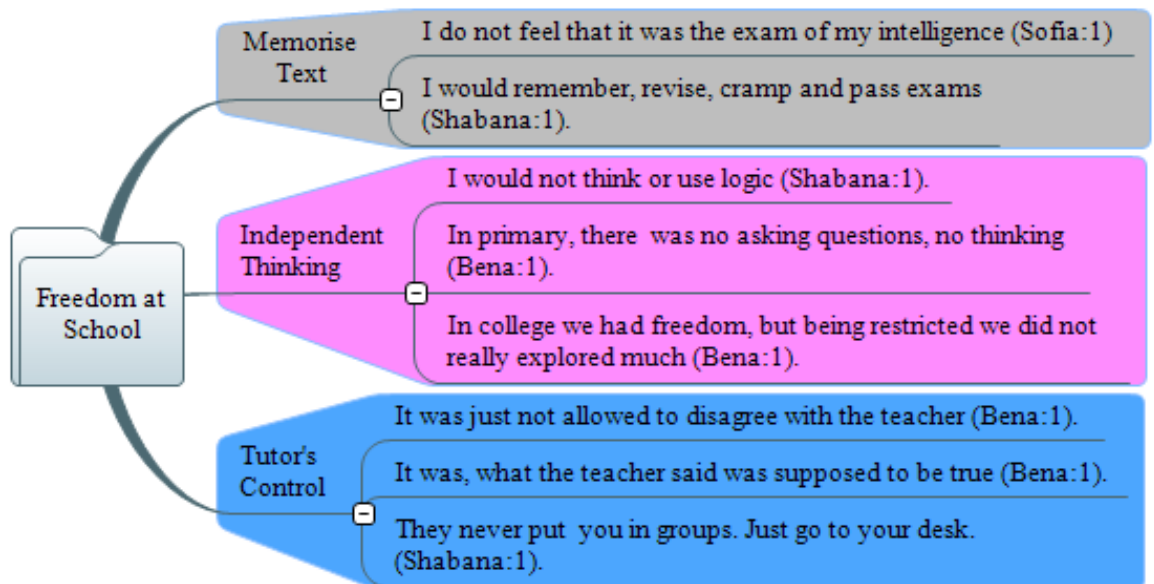 Freedom at
School
Memorise
Text
I do not feel that it was the exam of my intelligence (Sofia:1)
I would remember, revise, cramp and pass exams
(Shabana:1).
Independent
Thinking
I would not think or use logic (Shabana:1).
In primary, there was no asking questions, no thinking
(Bena:1).
In college we had freedom, but being restricted we did not
really explored much (Bena:1).
Tutor's
Control
It was just not allowed to disagree with the teacher (Bena:1).
It was, what the teacher said was supposed to be true (Bena:1).
They never put you in groups. Just go to your desk.
(Shabana:1).